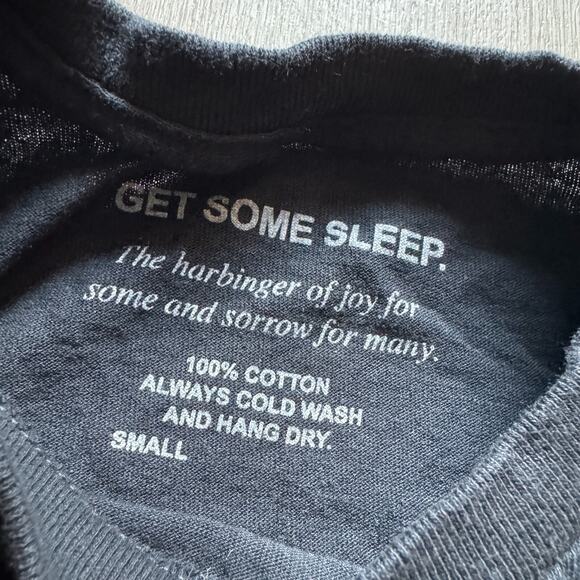 GET SOME SLEEP.
The harbinger of joy for
some and sorrow for many.
100% COTTON
ALWAYS COLD WASH
AND HANG DRY.
SMALL